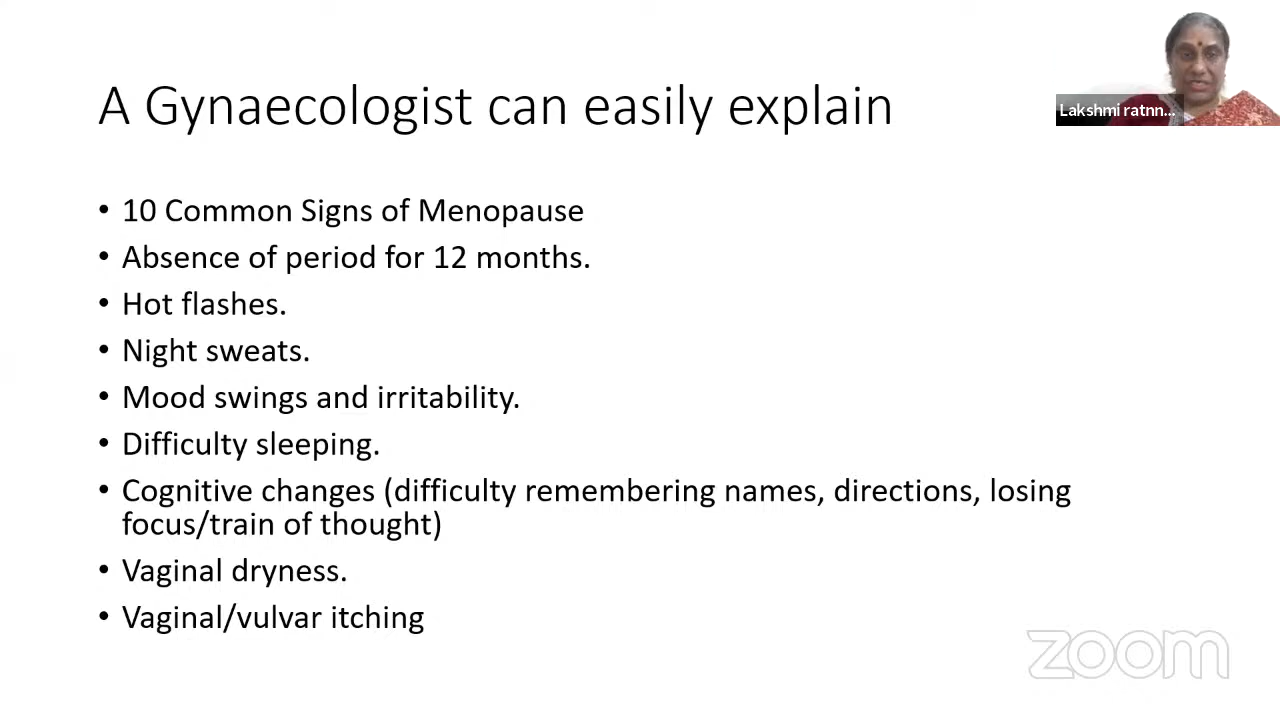 A Gynaecologist can easily explain
Lakshmi ratnn...
• 10 Common Signs of Menopause
• Absence of period for 12 months.
• Hot flashes.
• Night sweats.
• Mood swings and irritability.
• Difficulty sleeping.
• Cognitive changes (difficulty remembering names, directions, losing
focus/train of thought)
• Vaginal dryness.
• Vaginal/vulvar itching
zoom